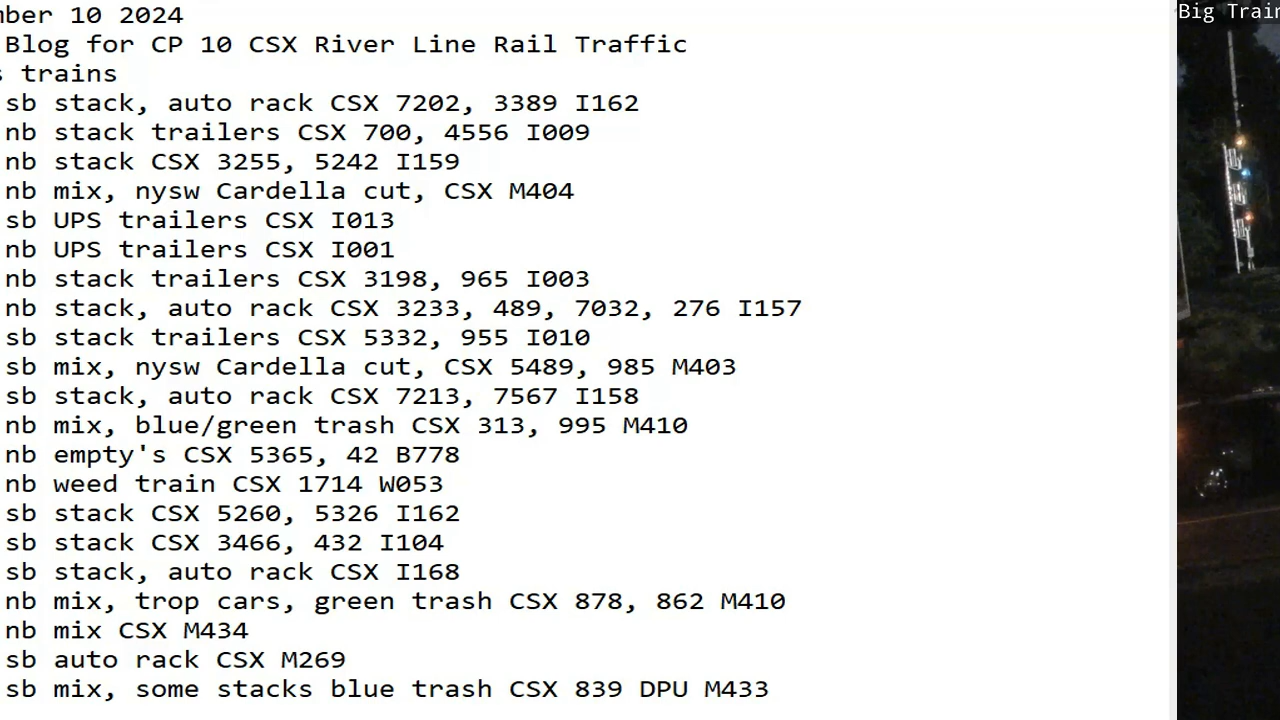 ber 10 2024
Blog for CP 10 CSX River Line Rail Traffic
s trains
sb stack, auto rack CSX 7202, 3389 I162
nb stack trailers CSX 700, 4556 I009
nb stack CSX 3255, 5242 I159
nb mix, nysw Cardella cut, CSX M404
sb UPS trailers CSX I013
nb UPS trailers CSX I001
nb stack trailers CSX 3198, 965 I003
nb stack, auto rack CSX 3233, 489, 7032, 276 I157
sb stack trailers CSX 5332, 955 I010
sb mix, nysw Cardella cut, CSX 5489, 985 M403
sb stack, auto rack CSX 7213, 7567 I158
nb mix, blue/green trash CSX 313, 995 M410
nb empty's CSX 5365, 42 B778
nb weed train CSX 1714 W053
sb stack CSX 5260, 5326 I162
sb stack CSX 3466, 432 I104
sb stack, auto rack CSX I168
nb mix, trop cars, green trash CSX 878, 862 M410
nb mix CSX M434
sb auto rack CSX M269
sb mix, some stacks blue trash CSX 839 DPU M433
Big Train